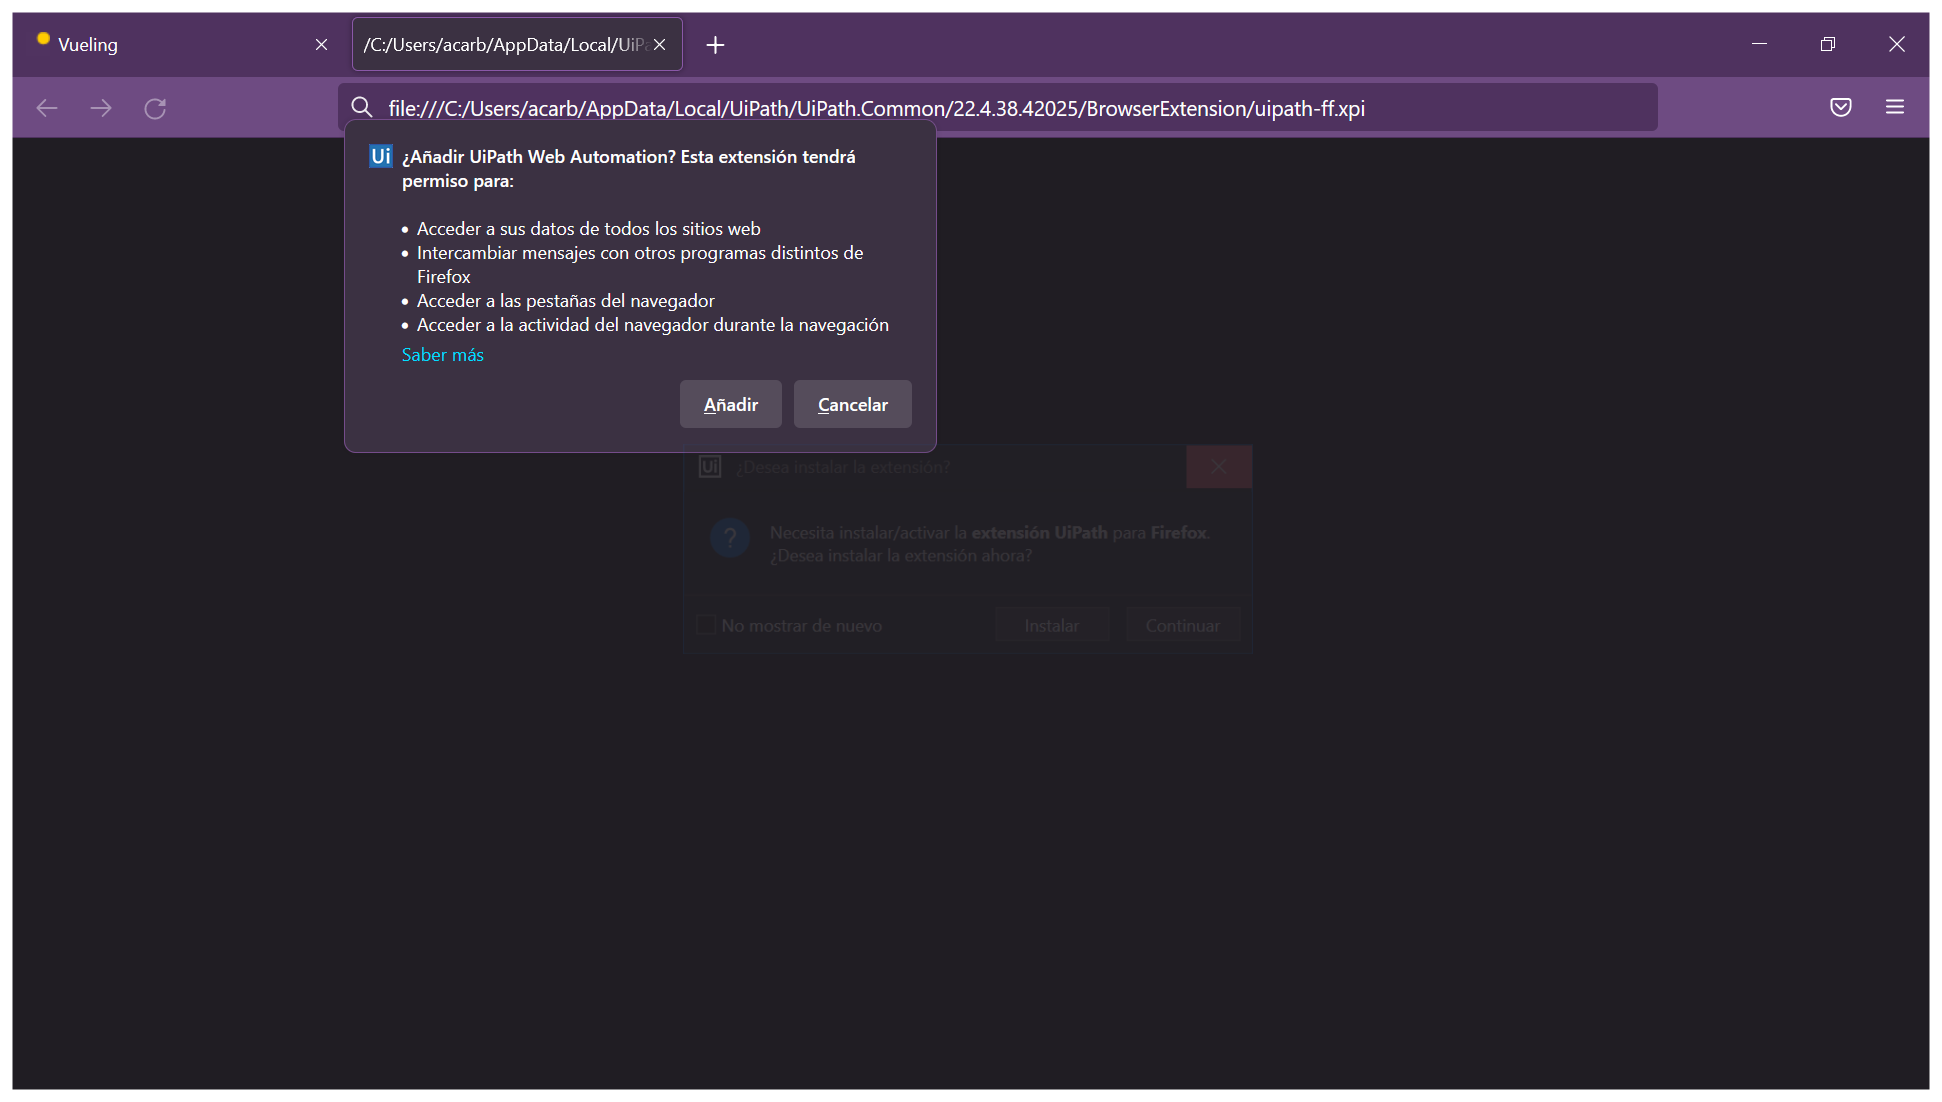 Vueling
/C:/Users/acarb/AppData/Local/UiPa
file:///C:/Users/acarb/AppData/Local/UiPath/UiPath.Common/22.4.38.42025/BrowserExtension/uipath-ff.xpi
Ui ¿Añadir UiPath Web Automation? Esta extensión tendrá
permiso para:
• Acceder a sus datos de todos los sitios web
• Intercambiar mensajes con otros programas distintos de
Firefox
• Acceder a las pestañas del navegador
• Acceder a la actividad del navegador durante la navegación
Saber más
Añadir Cancelar
Ui ¿Desea instalar la extensión?
? Necesita instalar/activar la extensión UiPath para Firefox.
¿Desea instalar la extensión ahora?
No mostrar de nuevo Instalar Continuar